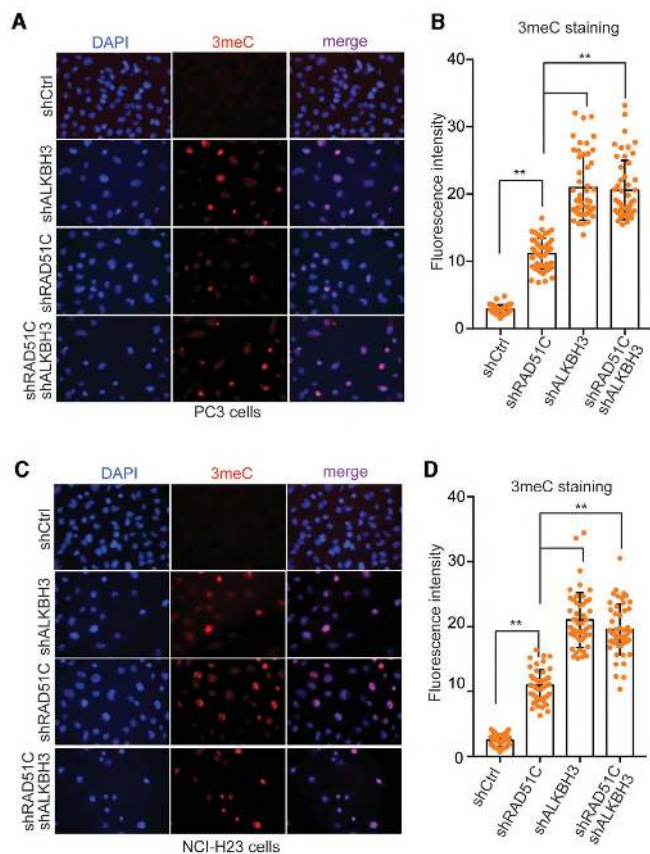 A
DAPI 3meC merge
shCtrl
shALKBH3
shRAD51C
shRAD51C
shALKBH3
PC3 cells
B
3meC staining
Fluorescence intensity
40
30
20
10
0
**
**
shCtrl
shRAD51C
shALKBH3
shRAD51C
shALKBH3
C
DAPI 3meC merge
shCtrl
shALKBH3
shRAD51C
shRAD51C
shALKBH3
NCI-H23 cells
D
3meC staining
Fluorescence intensity
40
30
20
10
0
**
**
shCtrl
shRAD51C
shALKBH3
shRAD51C
shALKBH3